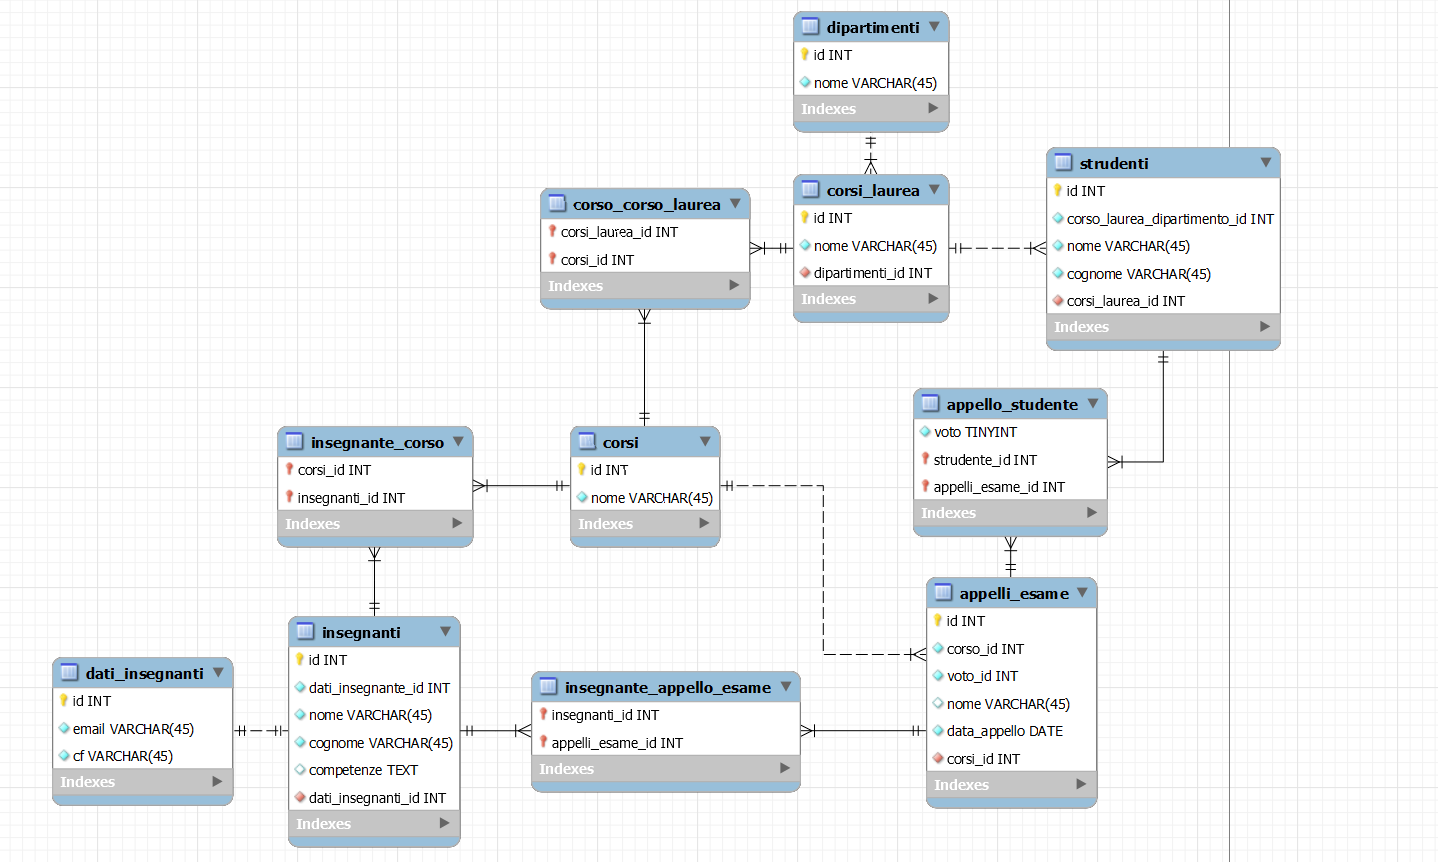 dipartimenti
id INT
nome VARCHAR(45)
Indexes
strudenti
id INT
corso_laurea_dipartimento_id INT
nome VARCHAR(45)
cognome VARCHAR(45)
corsi_laurea_id INT
Indexes
corsi_laurea
id INT
nome VARCHAR(45)
dipartimenti_id INT
Indexes
corso_corso_laurea
corsi_laurea_id INT
corsi_id INT
Indexes
appello_studente
voto TINYINT
strudente_id INT
appelli_esame_id INT
Indexes
insegnante_corso
corsi_id INT
insegnanti_id INT
Indexes
corsi
id INT
nome VARCHAR(45)
Indexes
appelli_esame
id INT
corso_id INT
voto_id INT
nome VARCHAR(45)
data_appello DATE
corsi_id INT
Indexes
insegnanti
id INT
dati_insegnante_id INT
nome VARCHAR(45)
cognome VARCHAR(45)
competenze TEXT
dati_insegnanti_id INT
Indexes
dati_insegnanti
id INT
email VARCHAR(45)
cf VARCHAR(45)
Indexes
insegnante_appello_esame
insegnanti_id INT
appelli_esame_id INT
Indexes